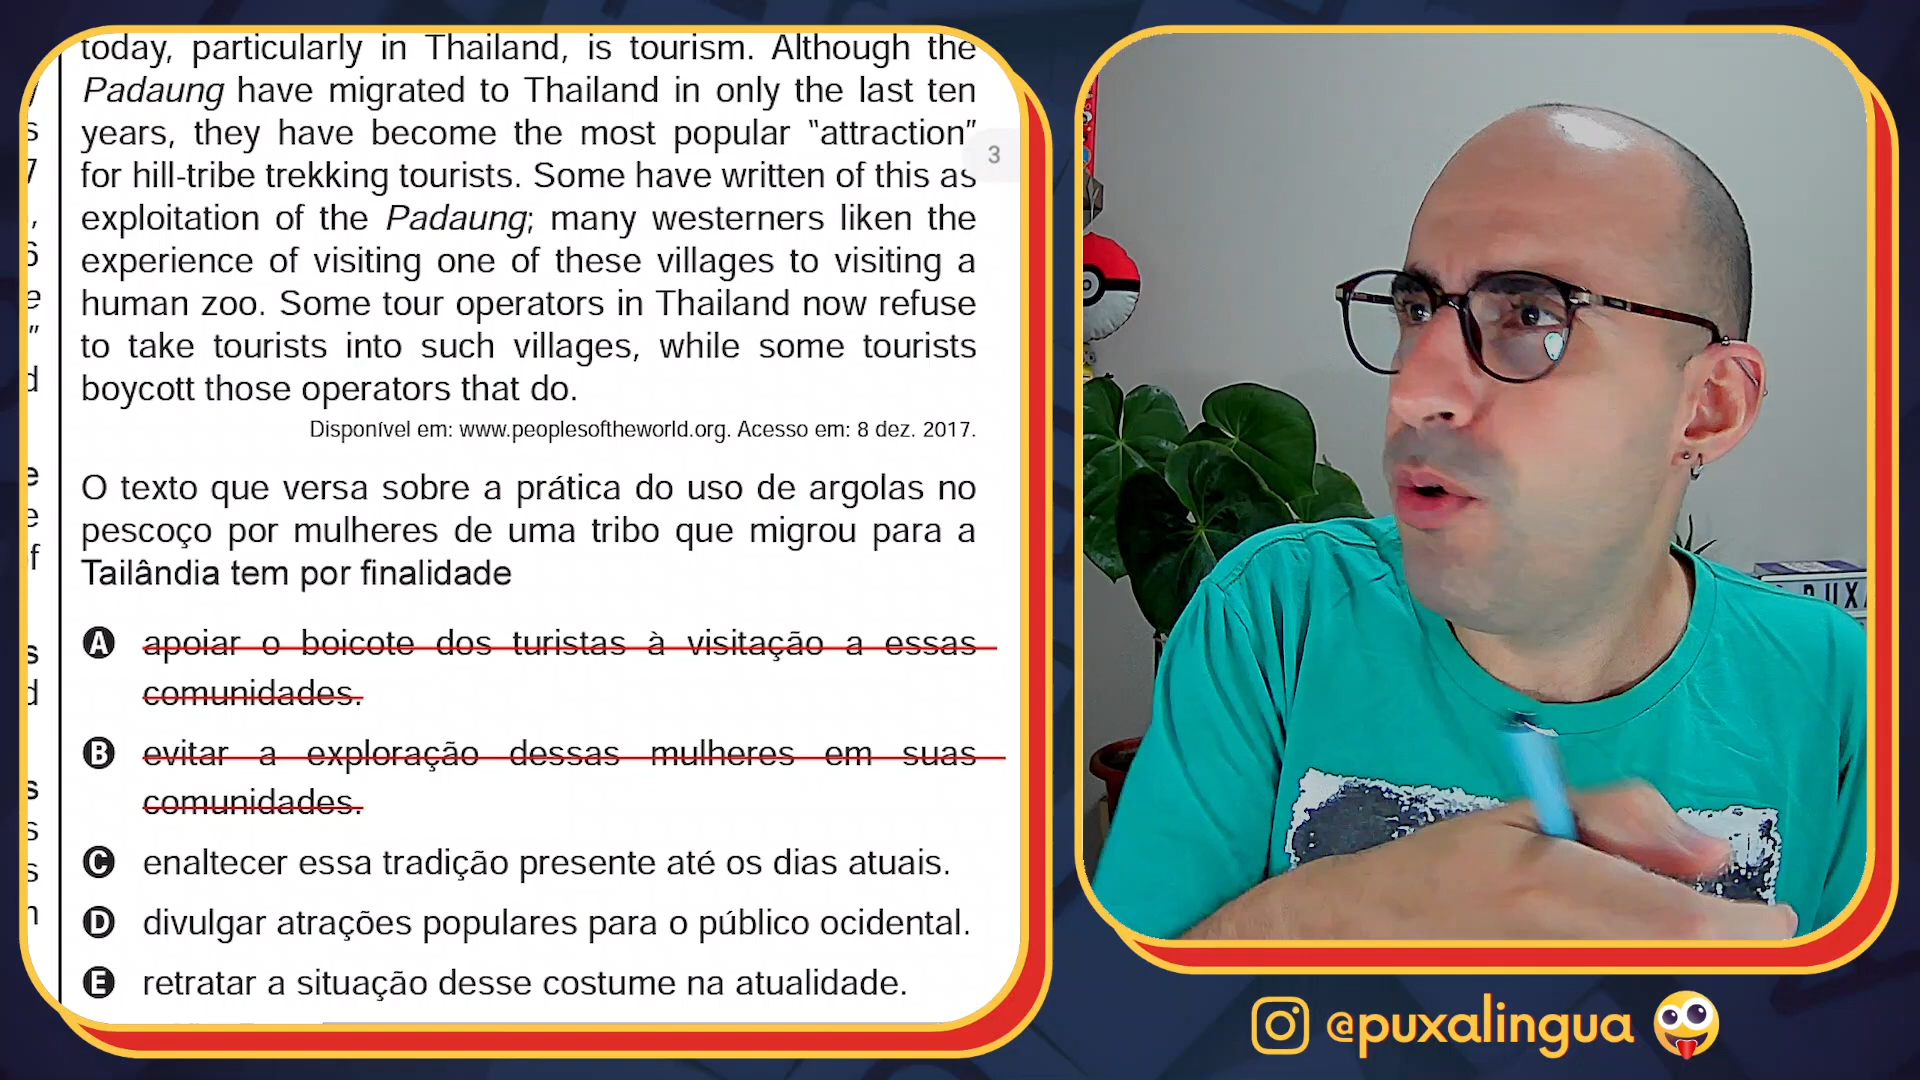 today, particularly in Thailand, is tourism. Although the
Padaung have migrated to Thailand in only the last ten
years, they have become the most popular "attraction"
for hill-tribe trekking tourists. Some have written of this as
exploitation of the Padaung; many westerners liken the
experience of visiting one of these villages to visiting a
human zoo. Some tour operators in Thailand now refuse
to take tourists into such villages, while some tourists
boycott those operators that do.
Disponível em: www.peoplesoftheworld.org. Acesso em: 8 dez. 2017.
O texto que versa sobre a prática do uso de argolas no
pescoço por mulheres de uma tribo que migrou para a
Tailândia tem por finalidade
A apoiar o boicote dos turistas à visitação a essas
comunidades.
B evitar a exploração dessas mulheres em suas
comunidades.
C enaltecer essa tradição presente até os dias atuais.
D divulgar atrações populares para o público ocidental.
E retratar a situação desse costume na atualidade.
3
PUX
@puxalingua